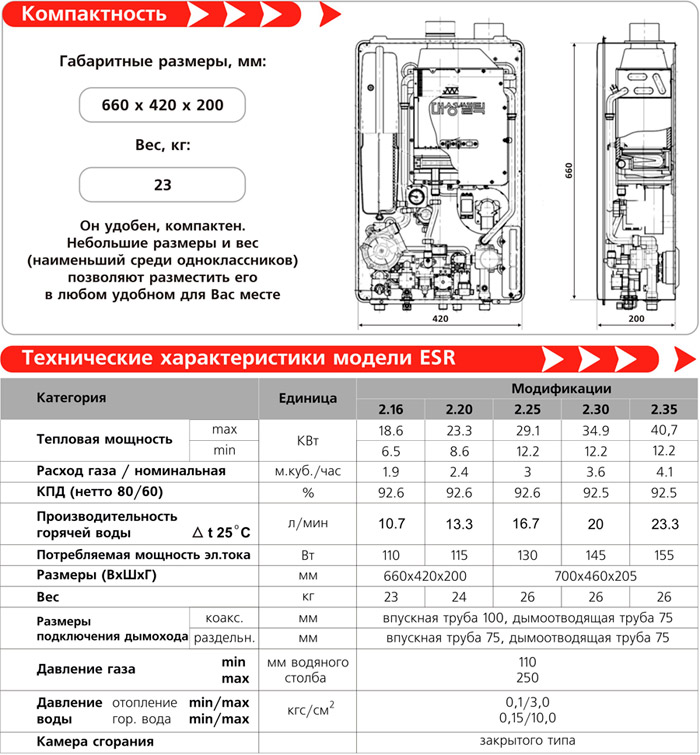 Компактность
Габаритные размеры, мм:
660 x 420 x 200
Вес, кг:
23
Он удобен, компактен.
Небольшие размеры и вес
(наименьший среди одноклассников)
позволяют разместить его
в любом удобном для Вас месте
660
420
200
Технические характеристики модели ESR
Категория Единица Модификации
2.16 2.20 2.25 2.30 2.35
Тепловая мощность max КВт 18.6 23.3 29.1 34.9 40,7
min 6.5 8.6 12.2 12.2 12.2
Расход газа / номинальная м.куб./час 1.9 2.4 3 3.6 4.1
КПД (нетто 80/60) % 92.6 92.6 92.6 92.5 92.5
Производительность
горячей воды △ t 25°C л/мин 10.7 13.3 16.7 20 23.3
Потребляемая мощность эл.тока Вт 110 115 130 145 155
Размеры (ВхШхГ) мм 660x420x200 700x460x205
Вес кг 23 24 26 26 26
Размеры
подключения дымохода коакс. мм впускная труба 100, дымоотводящая труба 75
раздельн. мм впускная труба 75, дымоотводящая труба 75
Давление газа min мм водяного 110
max столба 250
Давление отопление min/max кгс/см² 0,1/3,0
воды гор. вода min/max 0,15/10,0
Камера сгорания закрытого типа